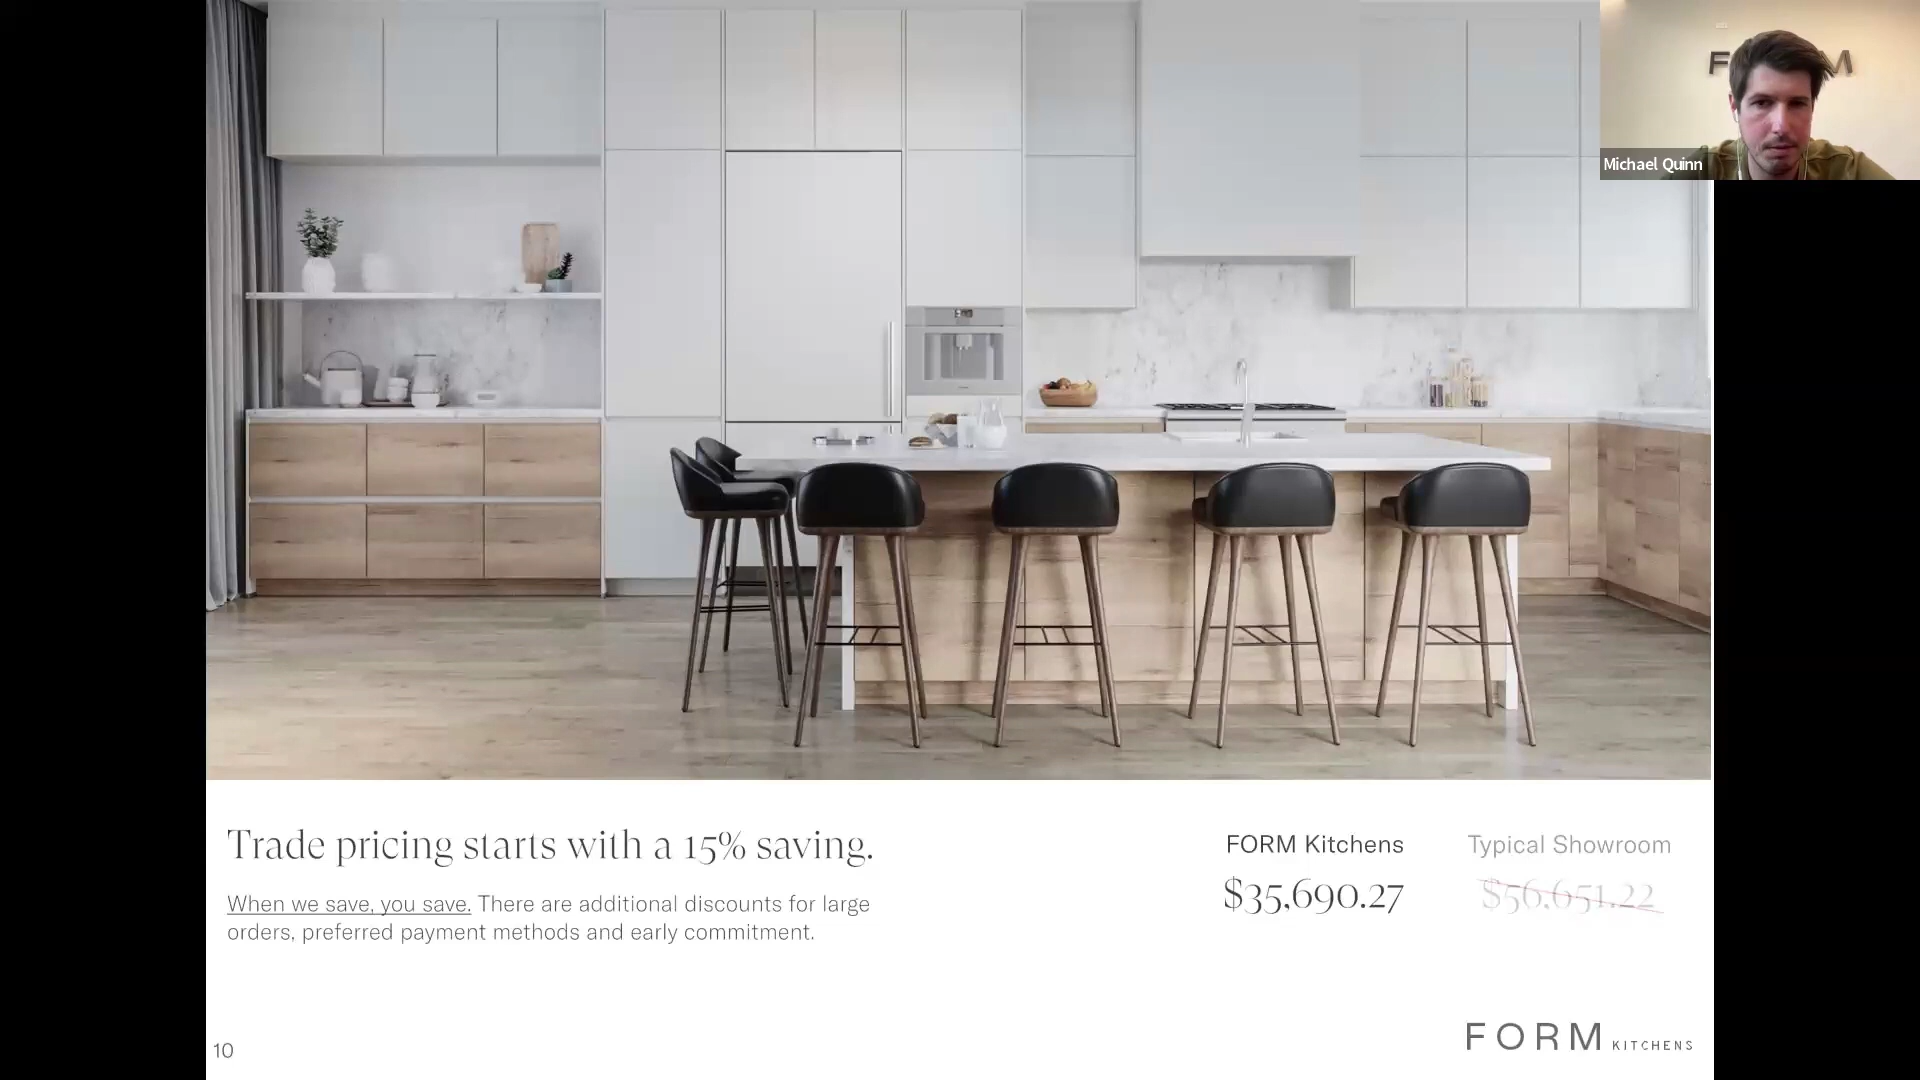 FORM
Michael Quinn
Trade pricing starts with a 15% saving.
When we save, you save. There are additional discounts for large
orders, preferred payment methods and early commitment.
FORM Kitchens
$35,690.27
Typical Showroom
$56,651.22
10
FORM KITCHENS